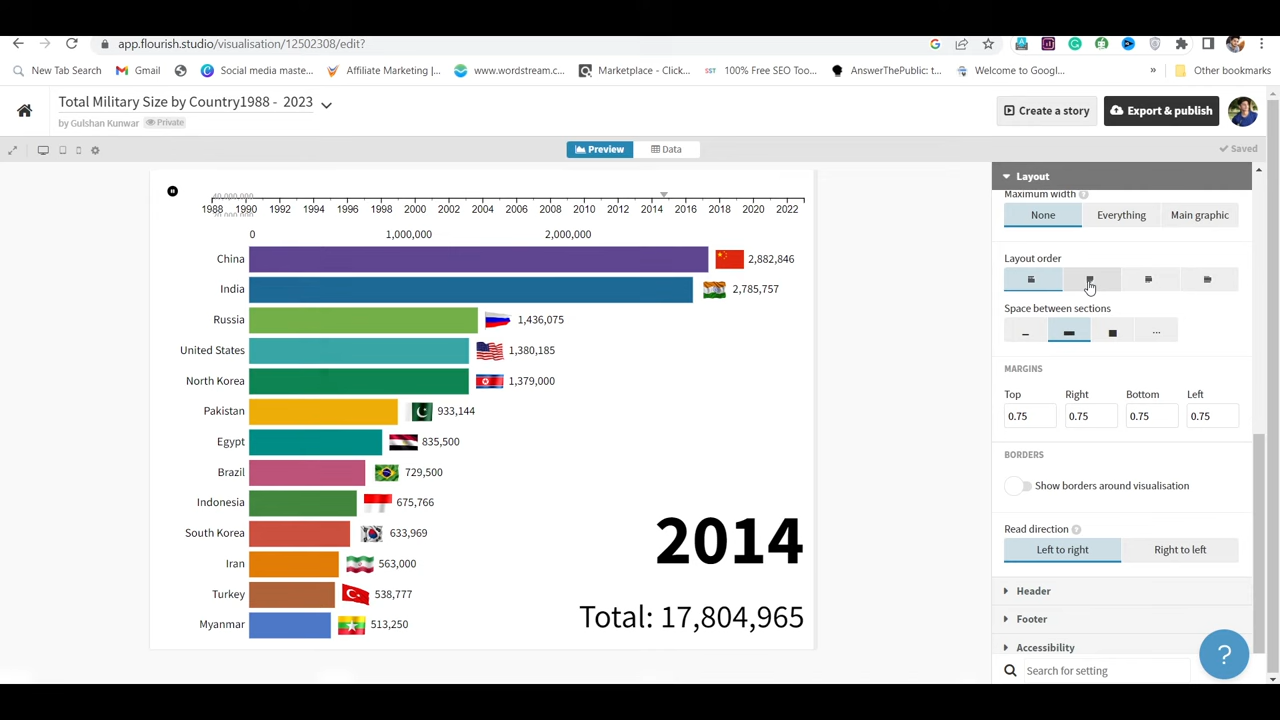 app.flourish.studio/visualisation/12502308/edit?
New Tab Search
Gmail
Social media maste...
Affiliate Marketing |...
www.wordstream.c...
Marketplace - Click...
SST 100% Free SEO Too...
AnswerThePublic: t...
Welcome to Googl...
»
Other bookmarks
Total Military Size by Country1988 - 2023
by Gulshan Kunwar
Private
Create a story
Export & publish
Preview
Data
Saved
40,000,000
1988 1990 1992 1994 1996 1998 2000 2002 2004 2006 2008 2010 2012 2014 2016 2018 2020 2022
0 1,000,000 2,000,000
China 2,882,846
India 2,785,757
Russia 1,436,075
United States 1,380,185
North Korea 1,379,000
Pakistan 933,144
Egypt 835,500
Brazil 729,500
Indonesia 675,766
South Korea 633,969
Iran 563,000
Turkey 538,777
Myanmar 513,250
2014
Total: 17,804,965
Layout
Maximum width ?
None Everything Main graphic
Layout order
Space between sections
...
MARGINS
Top Right Bottom Left
0.75 0.75 0.75 0.75
BORDERS
Show borders around visualisation
Read direction ?
Left to right Right to left
Header
Footer
Accessibility
Search for setting
?